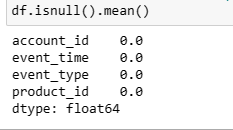 df.isnull().mean()
account_id    0.0
event_time    0.0
event_type    0.0
product_id    0.0
dtype: float64